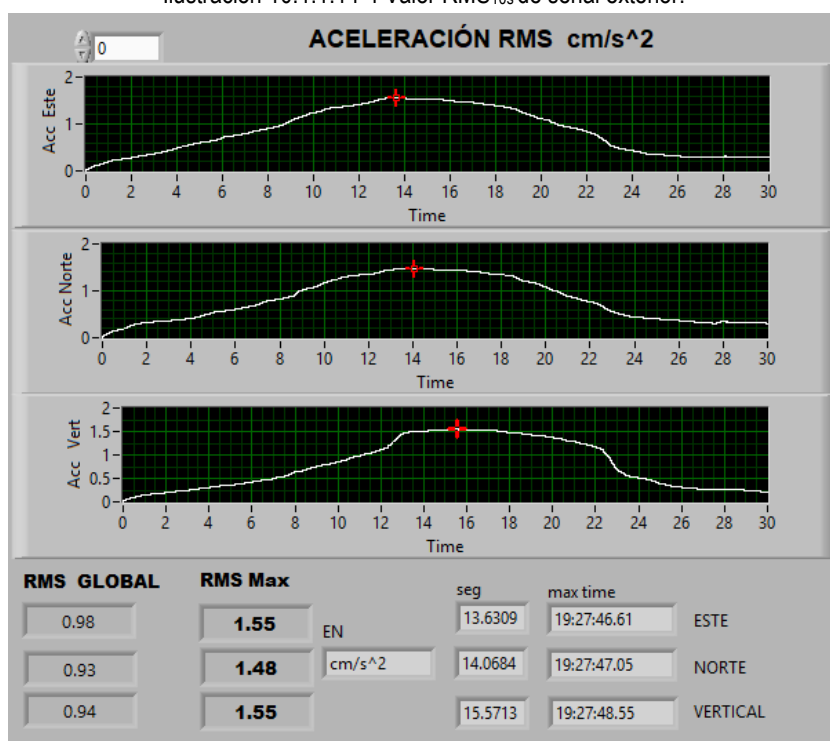 Ilustración 10.1.1.14-1 Valor RMS10s de señal exterior.
0
ACELERACIÓN RMS cm/s^2
Acc Este
2
1
0
0 2 4 6 8 10 12 14 16 18 20 22 24 26 28 30
Time
Acc Norte
2
1
0
0 2 4 6 8 10 12 14 16 18 20 22 24 26 28 30
Time
Acc Vert
2
1.5
1
0.5
0
0 2 4 6 8 10 12 14 16 18 20 22 24 26 28 30
Time
RMS GLOBAL RMS Max seg max time
0.98 1.55 EN 13.6309 19:27:46.61 ESTE
0.93 1.48 cm/s^2 14.0684 19:27:47.05 NORTE
0.94 1.55 15.5713 19:27:48.55 VERTICAL